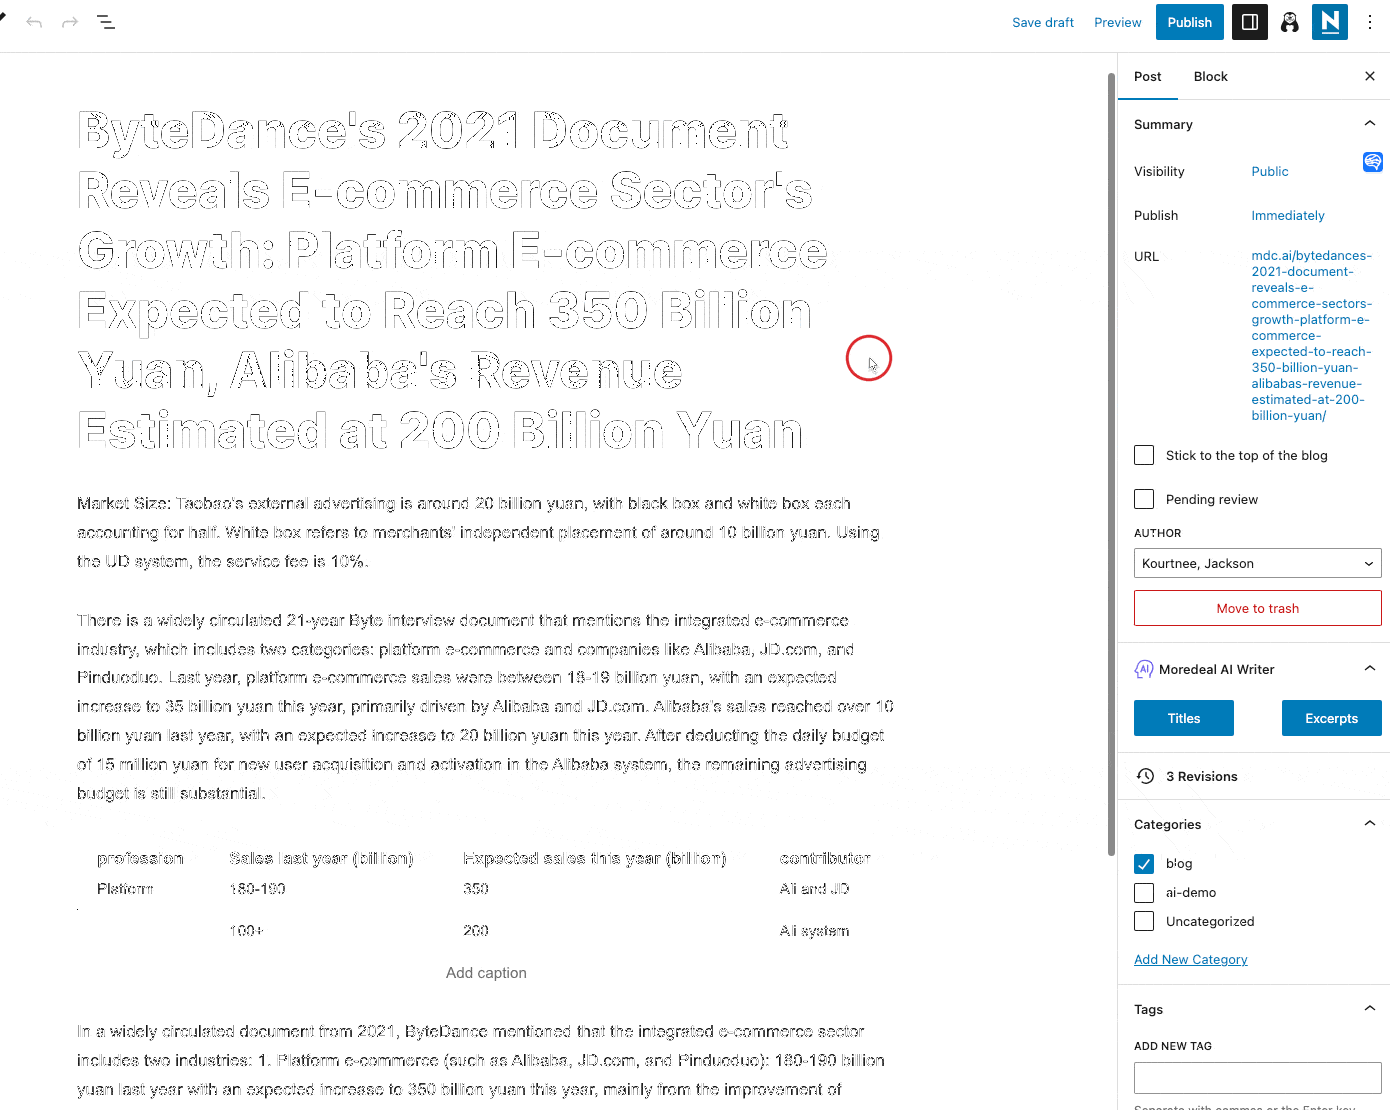 Save draft Preview Publish
Post Block
ByteDance's 2021 Document
Reveals E-commerce Sector's
Growth: Platform E-commerce
Expected to Reach 350 Billion
Yuan, Alibaba's Revenue
Estimated at 200 Billion Yuan
Market Size: Taobao's external advertising is around 20 billion yuan, with black box and white box each
accounting for half. White box refers to merchants' independent placement of around 10 billion yuan. Using
the UD system, the service fee is 10%.
There is a widely circulated 21-year Byte interview document that mentions the integrated e-commerce
industry, which includes two categories: platform e-commerce and companies like Alibaba, JD.com, and
Pinduoduo. Last year, platform e-commerce sales were between 18-19 billion yuan, with an expected
increase to 35 billion yuan this year, primarily driven by Alibaba and JD.com. Alibaba's sales reached over 10
billion yuan last year, with an expected increase to 20 billion yuan this year. After deducting the daily budget
of 15 million yuan for new user acquisition and activation in the Alibaba system, the remaining advertising
budget is still substantial.
profession Sales last year (billion) Expected sales this year (billion) contributor
Platform 180-190 350 Ali and JD
100+ 200 Ali system
Add caption
In a widely circulated document from 2021, ByteDance mentioned that the integrated e-commerce sector
includes two industries: 1. Platform e-commerce (such as Alibaba, JD.com, and Pinduoduo): 180-190 billion
yuan last year with an expected increase to 350 billion yuan this year, mainly from the improvement of
Summary
Visibility Public
Publish Immediately
URL mdc.ai/bytedances-
2021-document-
reveals-e-
commerce-sectors-
growth-platform-e-
commerce-
expected-to-reach-
350-billion-yuan-
alibabas-revenue-
estimated-at-200-
billion-yuan/
Stick to the top of the blog
Pending review
AUTHOR
Kourtnee, Jackson
Move to trash
AI Moredeal AI Writer
Titles Excerpts
3 Revisions
Categories
blog
ai-demo
Uncategorized
Add New Category
Tags
ADD NEW TAG
Separate with commas or the Enter key.